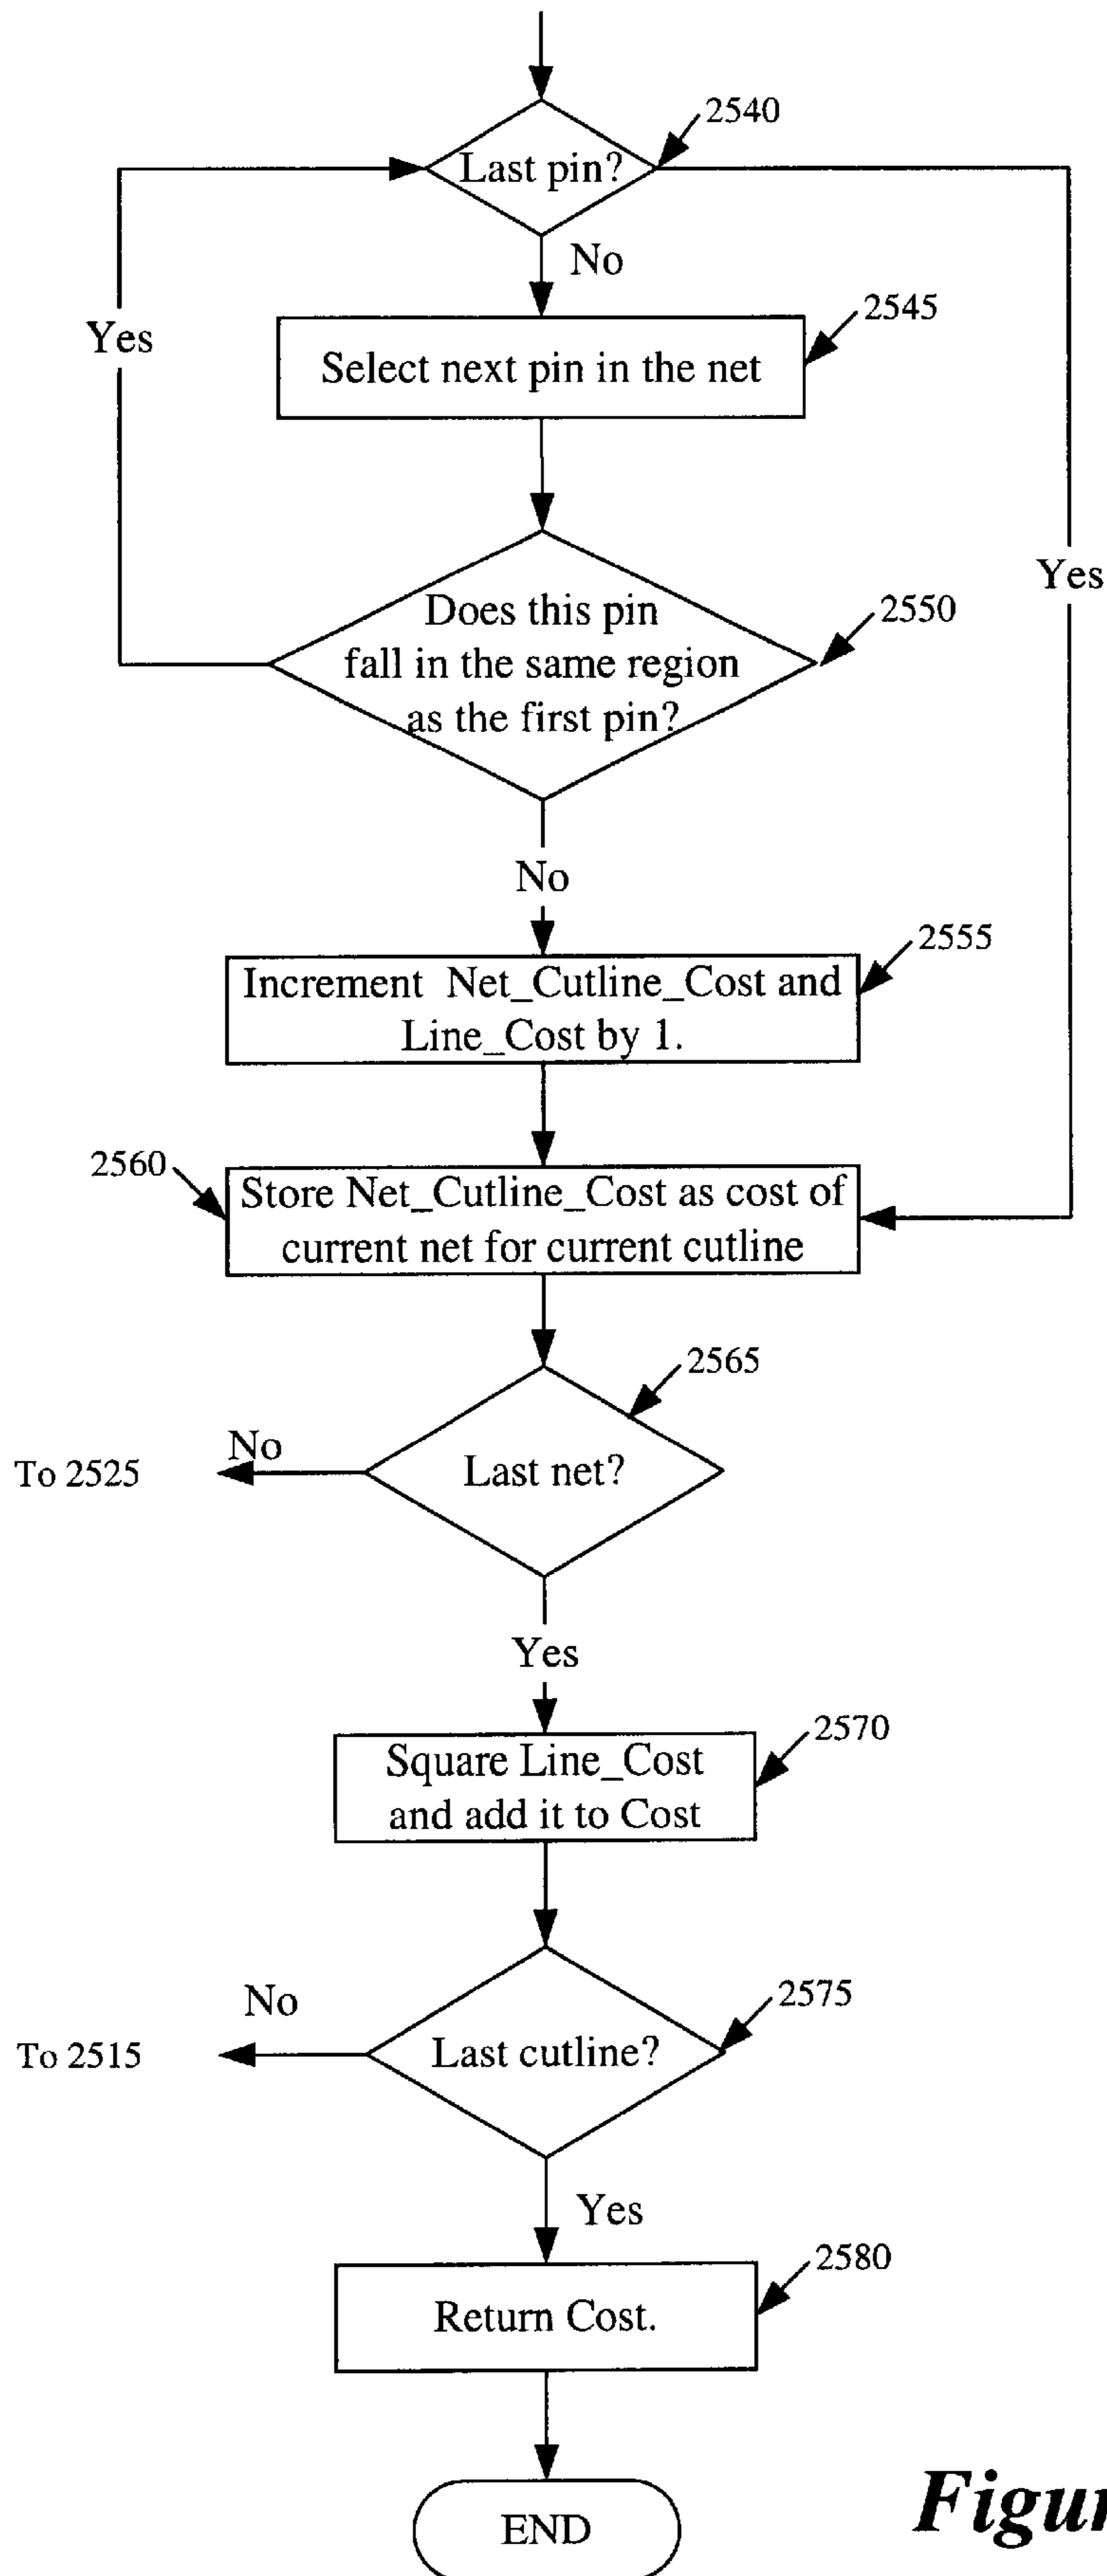 2540
Last pin?
No
2545
Yes
Select next pin in the net
Yes
Does this pin
fall in the same region
as the first pin?
2550
No
2555
Increment Net_Cutline_Cost and
Line_Cost by 1.
2560
Store Net_Cutline_Cost as cost of
current net for current cutline
2565
No
Last net?
To 2525
Yes
2570
Square Line_Cost
and add it to Cost
2575
No
Last cutline?
To 2515
Yes
2580
Return Cost.
END